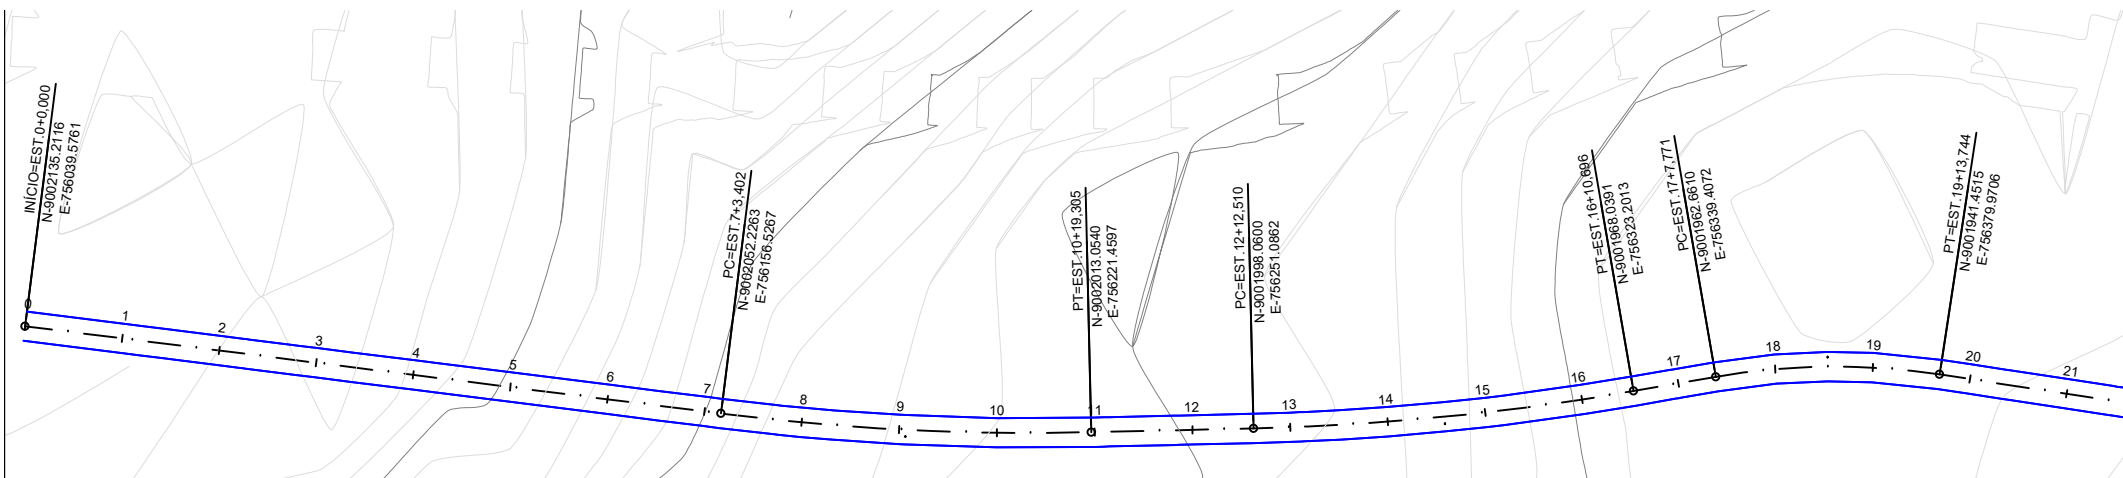 INÍCIO=EST.0+0,000
N-9002135.2116
E-756039.5761
PC=EST.7+3,402
N-9002052.2263
E-756156.5267
PT=EST.10+19,305
N-9002013.0540
E-756221.4597
PC=EST.12+12,510
N-9001998.0600
E-756251.0862
PT=EST.16+10,696
N-9001968.0391
E-756323.2013
PC=EST.17+7,771
N-9001962.6610
E-756339.4072
PT=EST.19+13,744
N-9001941.4515
E-756379.9706
0
1
2
3
4
5
6
7
8
9
10
11
12
13
14
15
16
17
18
19
20
21